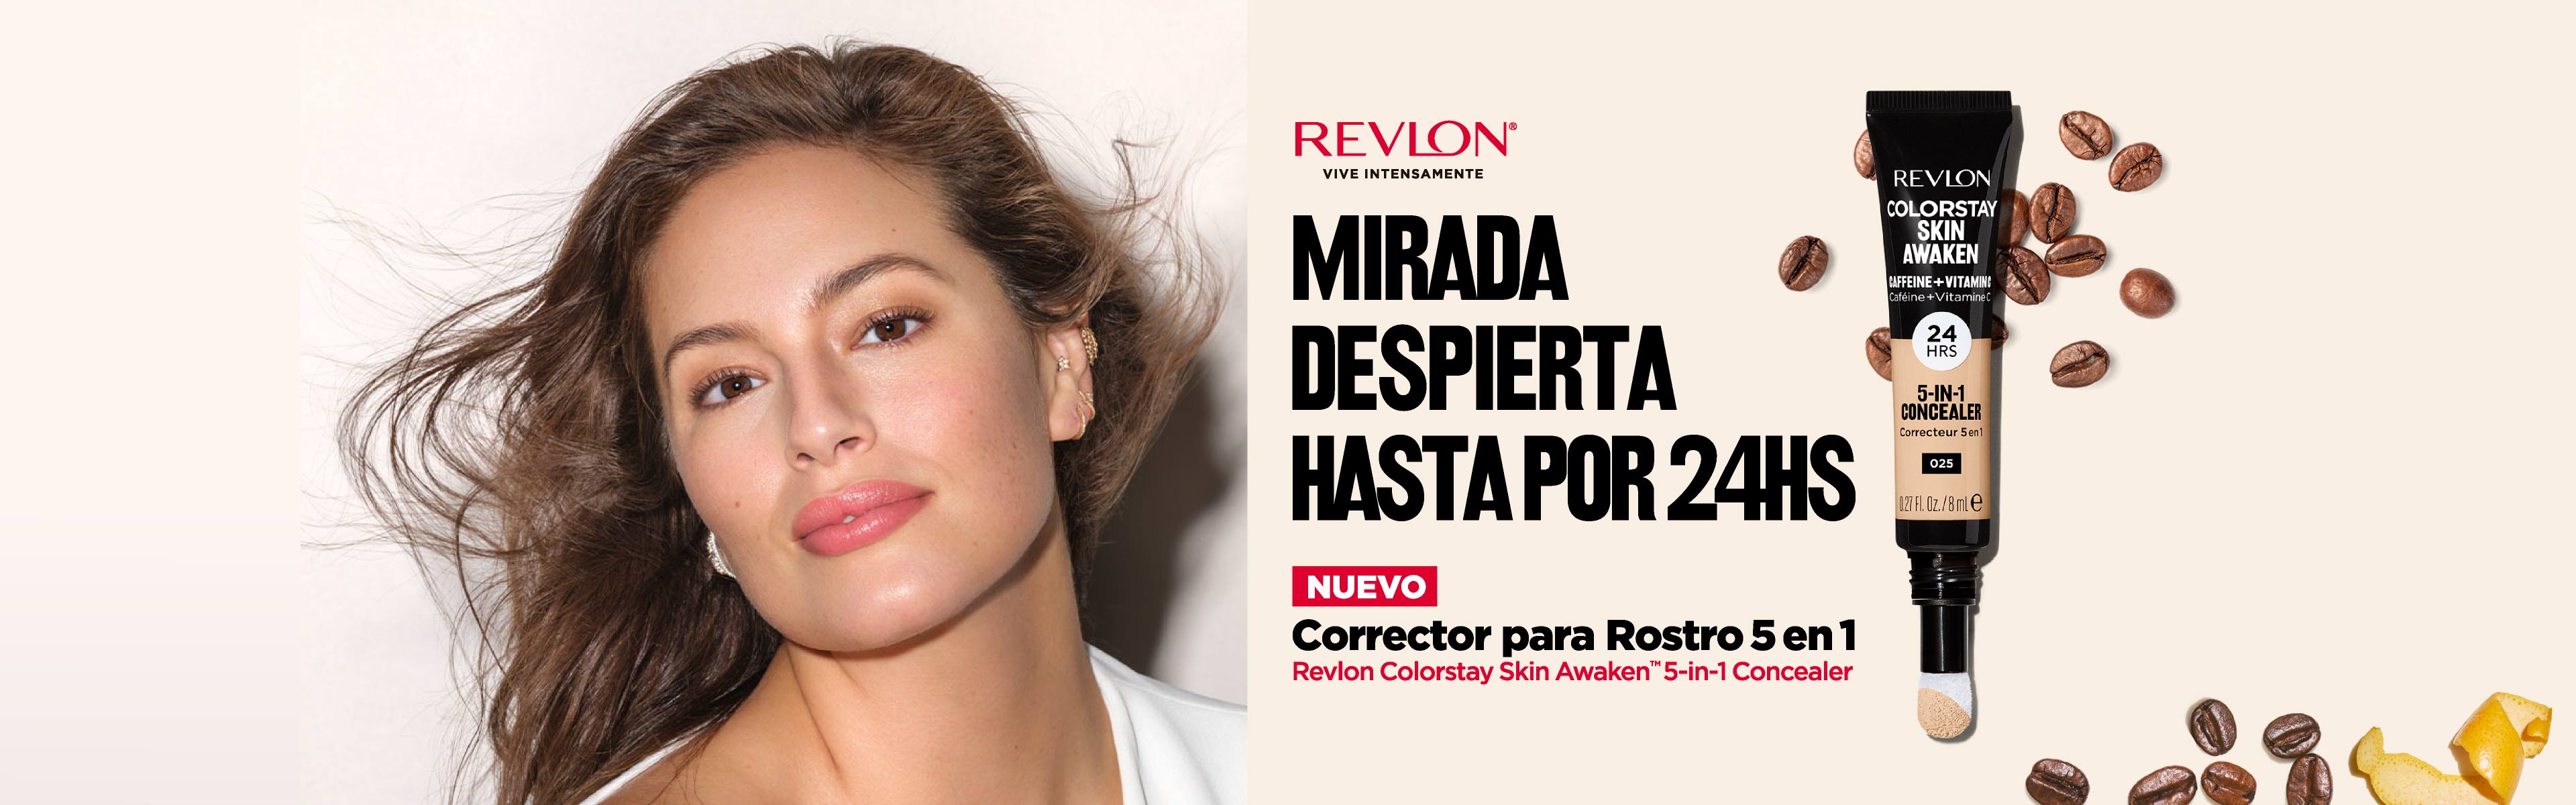 REVLON®
VIVE INTENSAMENTE
MIRADA
DESPIERTA
HASTA POR 24HS
NUEVO
Corrector para Rostro 5 en 1
Revlon Colorstay Skin Awaken™ 5-in-1 Concealer
REVLON
COLORSTAY
SKIN
AWAKEN
CAFFEINE+VITAMIN C
Caféine+Vitamine C
24
HRS
5-IN-1
CONCEALER
Correcteur 5 en 1
025
0.27 Fl. Oz./8 mL ℮